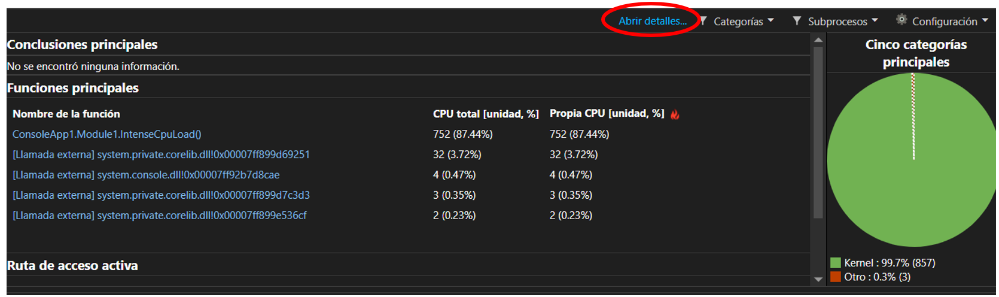 Abrir detalles... Categorías Subprocesos Configuración
Conclusiones principales
No se encontró ninguna información.
Funciones principales
Nombre de la función CPU total [unidad, %] Propia CPU [unidad, %]
ConsoleApp1.Module1.IntenseCpuLoad() 752 (87.44%) 752 (87.44%)
[Llamada externa] system.private.corelib.dll!0x00007ff899d69251 32 (3.72%) 32 (3.72%)
[Llamada externa] system.console.dll!0x00007ff92b7d8cae 4 (0.47%) 4 (0.47%)
[Llamada externa] system.private.corelib.dll!0x00007ff899d7c3d3 3 (0.35%) 3 (0.35%)
[Llamada externa] system.private.corelib.dll!0x00007ff899e536cf 2 (0.23%) 2 (0.23%)
Ruta de acceso activa
Cinco categorías
principales
Kernel : 99.7% (857)
Otro : 0.3% (3)